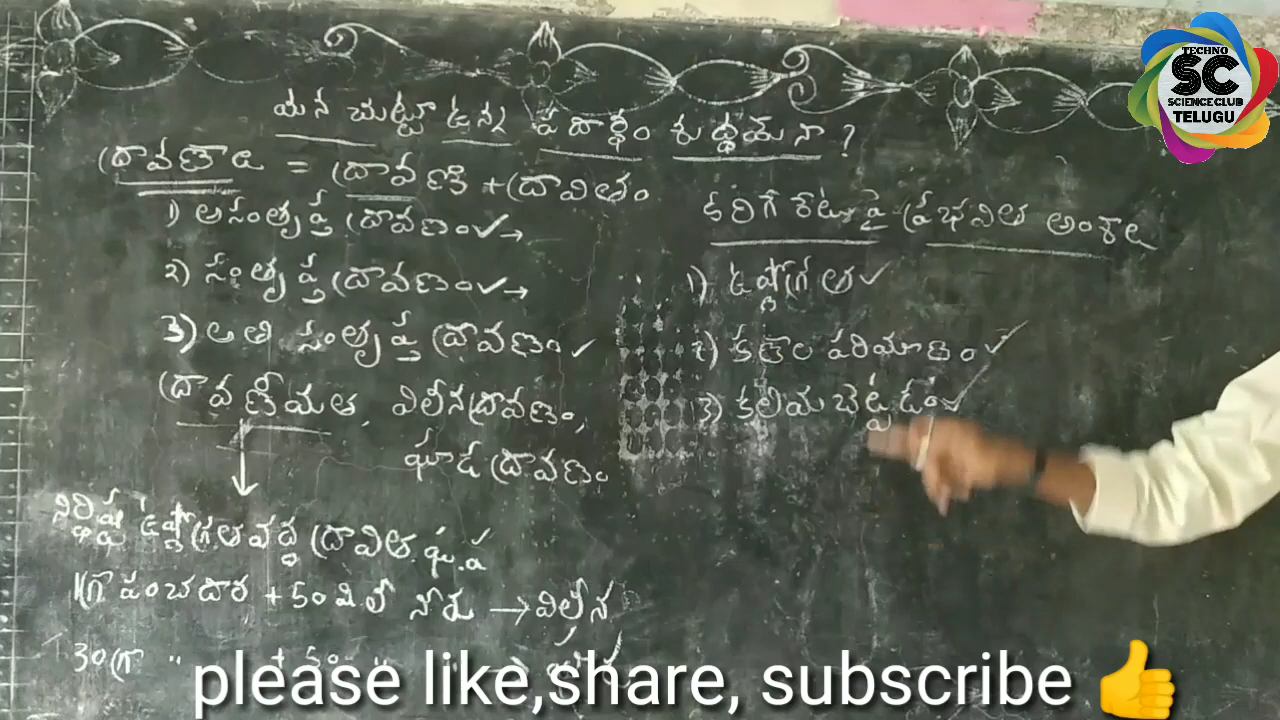 మన చుట్టూ ఉన్న పదార్థం శుద్ధమేనా ?
ద్రావణాలు = ద్రావణి + ద్రావితం
1) అసంతృప్త ద్రావణం ✓→
2) సంతృప్త ద్రావణం ✓→
3) అతి సంతృప్త ద్రావణం ✓
ద్రావణీయత, విలీన ద్రావణం,
ఘాడ ద్రావణం
నిర్ధిష్ట ఉష్ణోగ్రత వద్ద ద్రావిత. ఘ.ప
1గ్రా పంచదార + 50 మి.లీ నీరు → విలీన
30 గ్రా "
కరిగే రేటుపై ప్రభావిత అంశాలు
1) ఉష్ణోగ్రత ✓
2) కణాల పరిమాణం ✓
3) కలియబెట్టడం ✓
TECHNO
SC
SCIENCE CLUB
TELUGU
please like,share, subscribe 👍